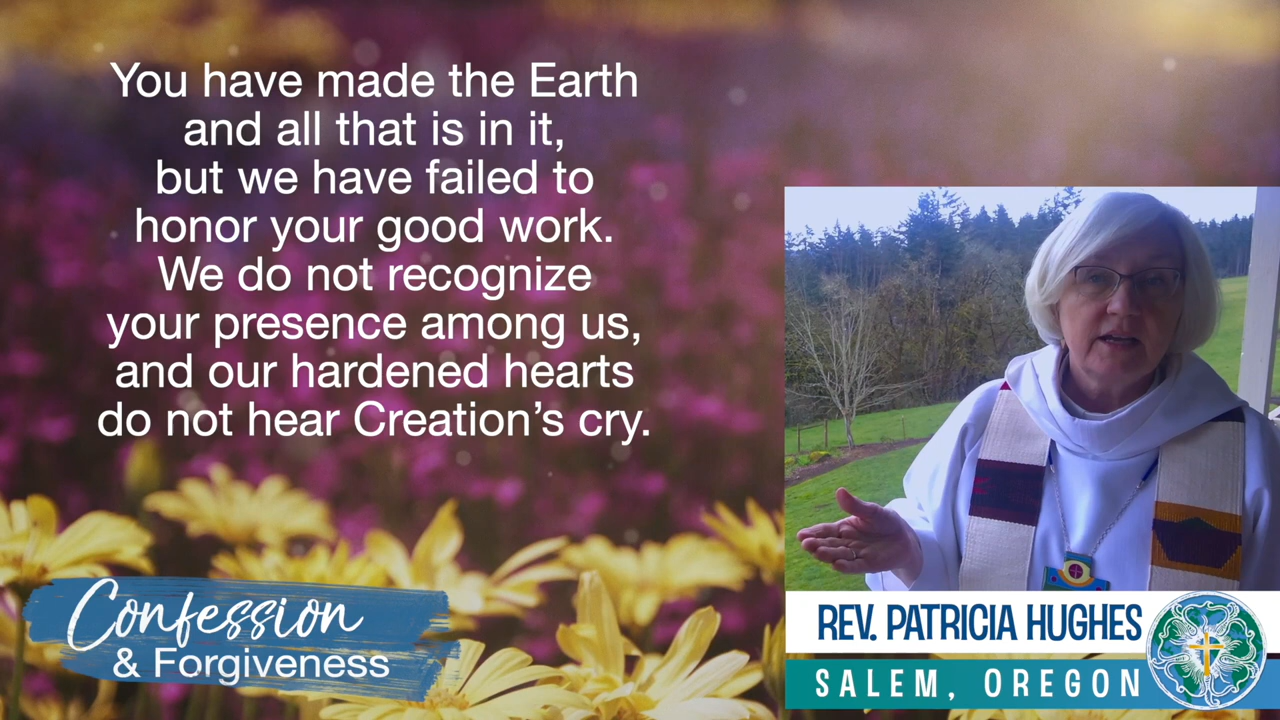 You have made the Earth
and all that is in it,
but we have failed to
honor your good work.
We do not recognize
your presence among us,
and our hardened hearts
do not hear Creation’s cry.
Confession
& Forgiveness
REV. PATRICIA HUGHES
SALEM, OREGON